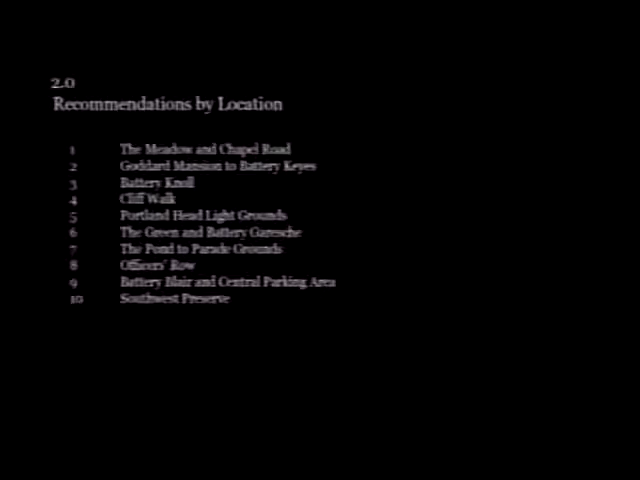 2.0
Recommendations by Location
1 The Meadow and Chapel Road
2 Goddard Mansion to Battery Keyes
3 Battery Knoll
4 Cliff Walk
5 Portland Head Light Grounds
6 The Green and Battery Garesche
7 The Pond to Parade Grounds
8 Officers' Row
9 Battery Blair and Central Parking Area
10 Southwest Preserve